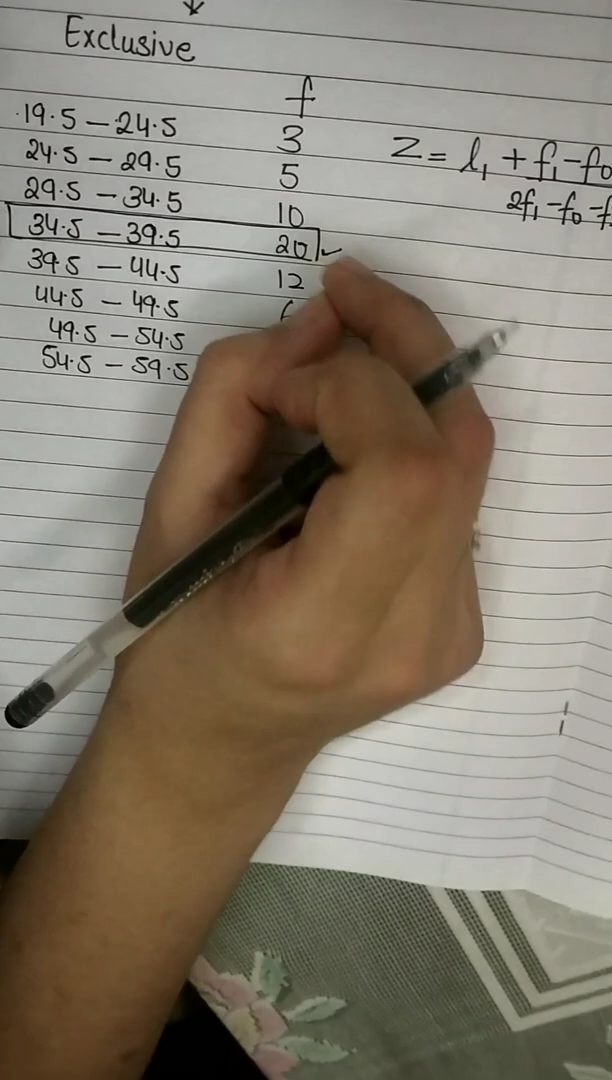 Exclusive
f
19.5 – 24.5 3
24.5 – 29.5 5
29.5 – 34.5 10
34.5 – 39.5 20 ✓
39.5 – 44.5 12
44.5 – 49.5
49.5 – 54.5
54.5 – 59.5
Z = l₁ + f₁ – f₀
2f₁ – f₀ – f